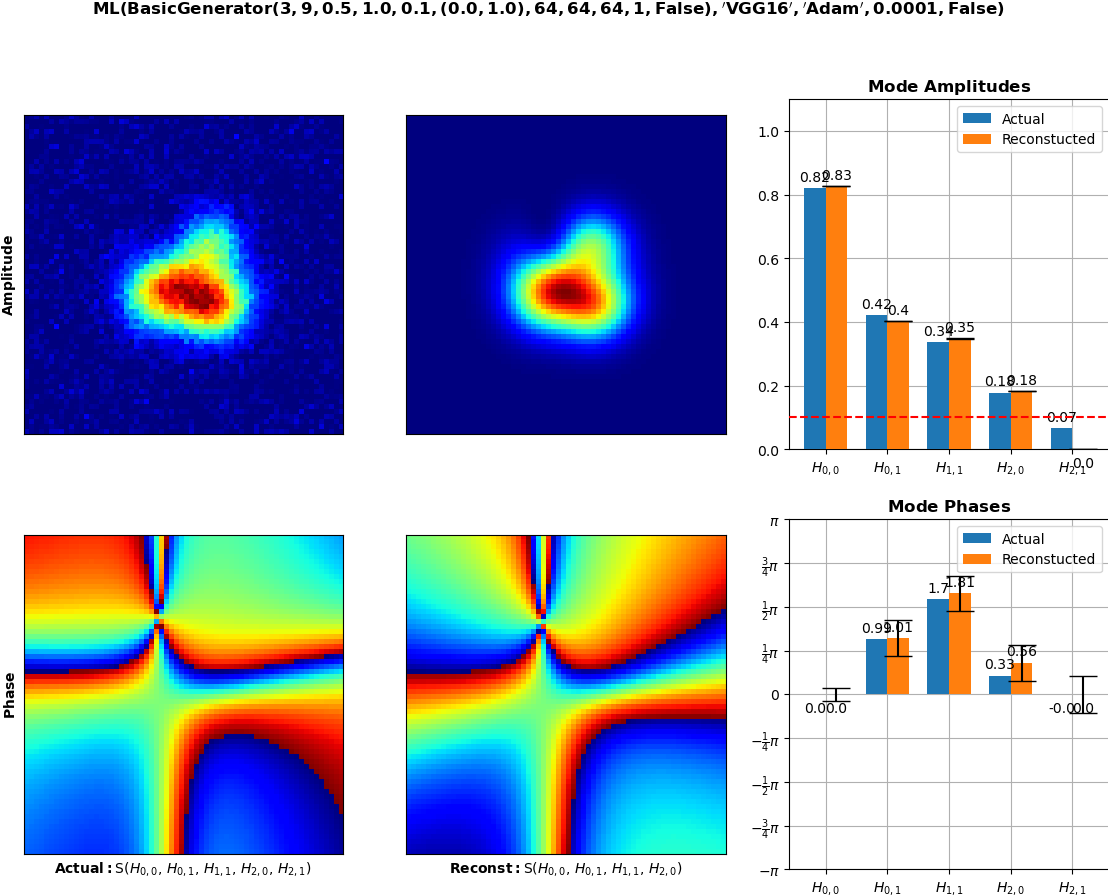 ML(BasicGenerator(3, 9, 0.5, 1.0, 0.1, (0.0, 1.0), 64, 64, 64, 1, False), 'VGG16', 'Adam', 0.0001, False)
Mode Amplitudes
Amplitude
Actual
Reconstucted
1.0
0.8
0.6
0.4
0.2
0.0
0.82
0.83
0.42
0.4
0.34
0.35
0.18
0.18
0.07
0.0
H0,0
H0,1
H1,1
H2,0
H2,1
Mode Phases
Phase
Actual
Reconstucted
π
3/4π
1/2π
1/4π
0
−1/4π
−1/2π
−3/4π
−π
0.0
0.0
0.99
1.01
1.7
1.81
0.33
0.56
-0.0
0.0
H0,0
H0,1
H1,1
H2,0
H2,1
Actual: S(H0,0, H0,1, H1,1, H2,0, H2,1)
Reconst: S(H0,0, H0,1, H1,1, H2,0)